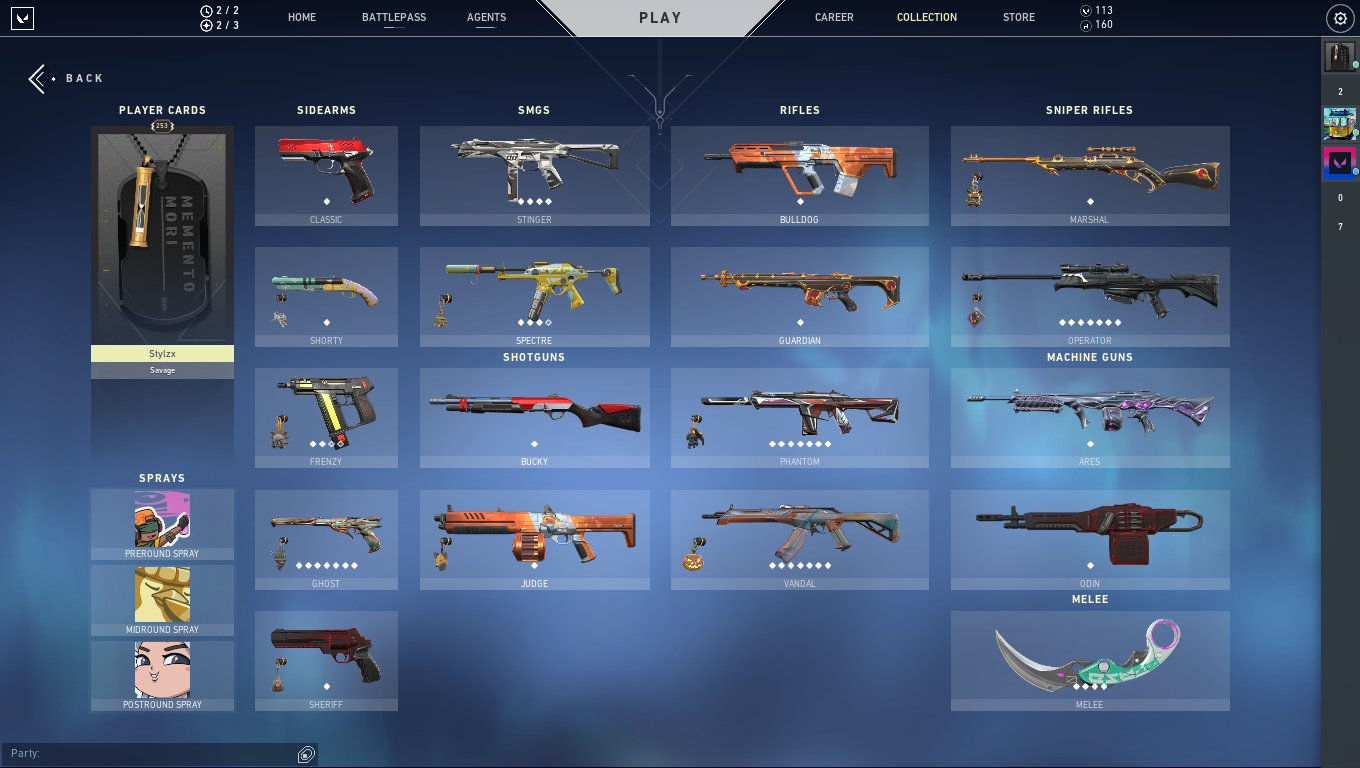 2 / 2
2 / 3
HOME
BATTLEPASS
AGENTS
PLAY
CAREER
COLLECTION
STORE
113
160
BACK
2
0
7
PLAYER CARDS
253
MEMENTO
MORI
Stylzx
Savage
SPRAYS
PREROUND SPRAY
MIDROUND SPRAY
POSTROUND SPRAY
SIDEARMS
CLASSIC
SHORTY
FRENZY
GHOST
SHERIFF
SMGS
STINGER
SPECTRE
SHOTGUNS
BUCKY
JUDGE
RIFLES
BULLDOG
GUARDIAN
PHANTOM
VANDAL
SNIPER RIFLES
MARSHAL
OPERATOR
MACHINE GUNS
ARES
ODIN
MELEE
MELEE
Party: